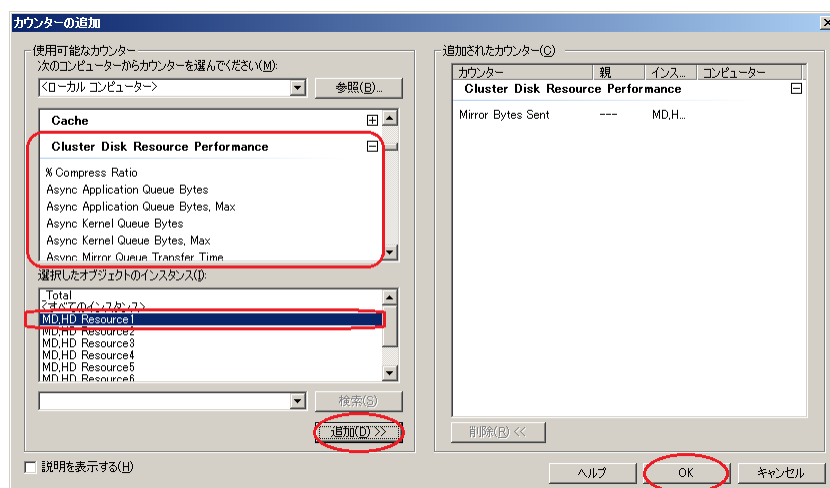 カウンターの追加
使用可能なカウンター
次のコンピューターからカウンターを選んでください(M):
<ローカル コンピューター>
参照(B)...
Cache
Cluster Disk Resource Performance
% Compress Ratio
Async Application Queue Bytes
Async Application Queue Bytes, Max
Async Kernel Queue Bytes
Async Kernel Queue Bytes, Max
Async Mirror Queue Transfer Time
選択したオブジェクトのインスタンス(I):
_Total
<すべてのインスタンス>
MD,HD Resource1
MD,HD Resource2
MD,HD Resource3
MD,HD Resource4
MD,HD Resource5
MD,HD Resource6
検索(S)
追加(D) >>
説明を表示する(H)
追加されたカウンター(C)
カウンター 親 インス... コンピューター
Cluster Disk Resource Performance
Mirror Bytes Sent --- MD,H...
削除(R) <<
ヘルプ OK キャンセル